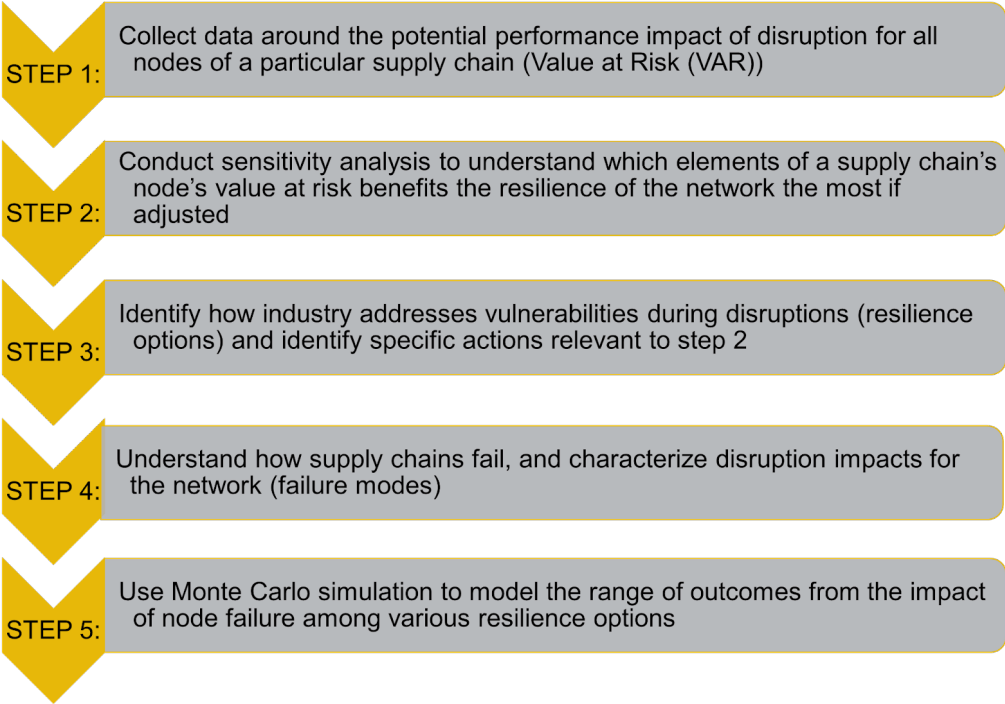 Collect data around the potential performance impact of disruption for all
STEP 1: nodes of a particular supply chain (Value at Risk (VAR))
Conduct sensitivity analysis to understand which elements of a supply chain’s
node’s value at risk benefits the resilience of the network the most if
STEP 2: adjusted
Identify how industry addresses vulnerabilities during disruptions (resilience
STEP 3: options) and identify specific actions relevant to step 2
Understand how supply chains fail, and characterize disruption impacts for
STEP 4: the network (failure modes)
Use Monte Carlo simulation to model the range of outcomes from the impact
STEP 5: of node failure among various resilience options